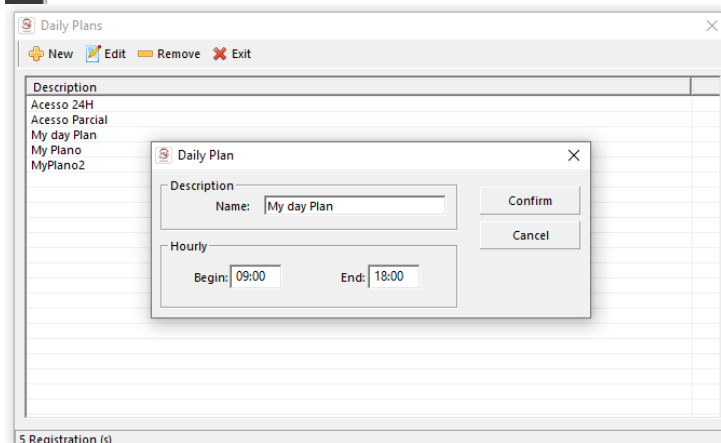 Daily Plans
New Edit Remove Exit
Description
Acesso 24H
Acesso Parcial
My day Plan
My Plano
MyPlano2
Daily Plan
Description
Name: My day Plan
Confirm
Cancel
Hourly
Begin: 09:00 End: 18:00
5 Registration (s)